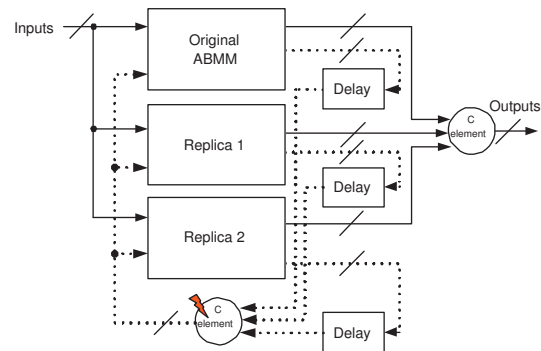 Inputs
Original
ABMM
Delay
Outputs
C
element
Replica 1
Delay
Replica 2
C
element
Delay